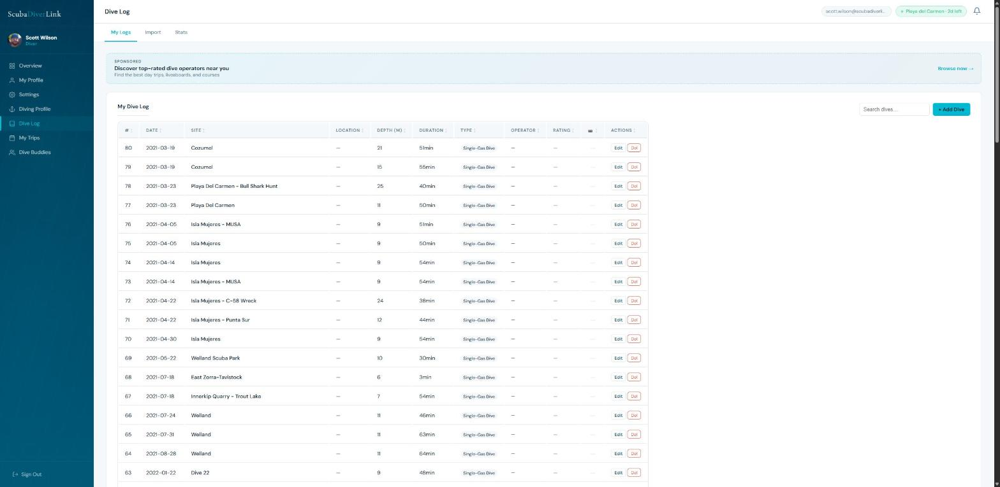 ScubaDiverLink
Scott Wilson
Diver
Overview
My Profile
Settings
Diving Profile
Dive Log
My Trips
Dive Buddies
Sign Out
Dive Log
scott.wilson@scubadiverli...
Playa del Carmen · 2d left
My Logs Import Stats
SPONSORED
Discover top-rated dive operators near you
Find the best day trips, liveaboards, and courses
Browse now →
My Dive Log
Search dives...
+ Add Dive
# DATE SITE LOCATION DEPTH (M) DURATION TYPE OPERATOR RATING ACTIONS
80 2021-03-19 Cozumel — 21 51min Single-Gas Dive — — — Edit Del
79 2021-03-19 Cozumel — 15 55min Single-Gas Dive — — — Edit Del
78 2021-03-23 Playa Del Carmen - Bull Shark Hunt — 25 40min Single-Gas Dive — — — Edit Del
77 2021-03-23 Playa Del Carmen — 11 50min Single-Gas Dive — — — Edit Del
76 2021-04-05 Isla Mujeres - MUSA — 9 51min Single-Gas Dive — — — Edit Del
75 2021-04-05 Isla Mujeres — 9 50min Single-Gas Dive — — — Edit Del
74 2021-04-14 Isla Mujeres — 9 54min Single-Gas Dive — — — Edit Del
73 2021-04-14 Isla Mujeres - MUSA — 9 54min Single-Gas Dive — — — Edit Del
72 2021-04-22 Isla Mujeres - C-58 Wreck — 24 38min Single-Gas Dive — — — Edit Del
71 2021-04-22 Isla Mujeres - Punta Sur — 12 44min Single-Gas Dive — — — Edit Del
70 2021-04-30 Isla Mujeres — 9 54min Single-Gas Dive — — — Edit Del
69 2021-05-22 Welland Scuba Park — 10 30min Single-Gas Dive — — — Edit Del
68 2021-07-18 East Zorra-Tavistock — 6 3min Single-Gas Dive — — — Edit Del
67 2021-07-18 Innerkip Quarry - Trout Lake — 7 54min Single-Gas Dive — — — Edit Del
66 2021-07-24 Welland — 11 46min Single-Gas Dive — — — Edit Del
65 2021-07-31 Welland — 11 63min Single-Gas Dive — — — Edit Del
64 2021-08-28 Welland — 11 64min Single-Gas Dive — — — Edit Del
63 2022-01-22 Dive 22 — 9 48min Single-Gas Dive — — — Edit Del